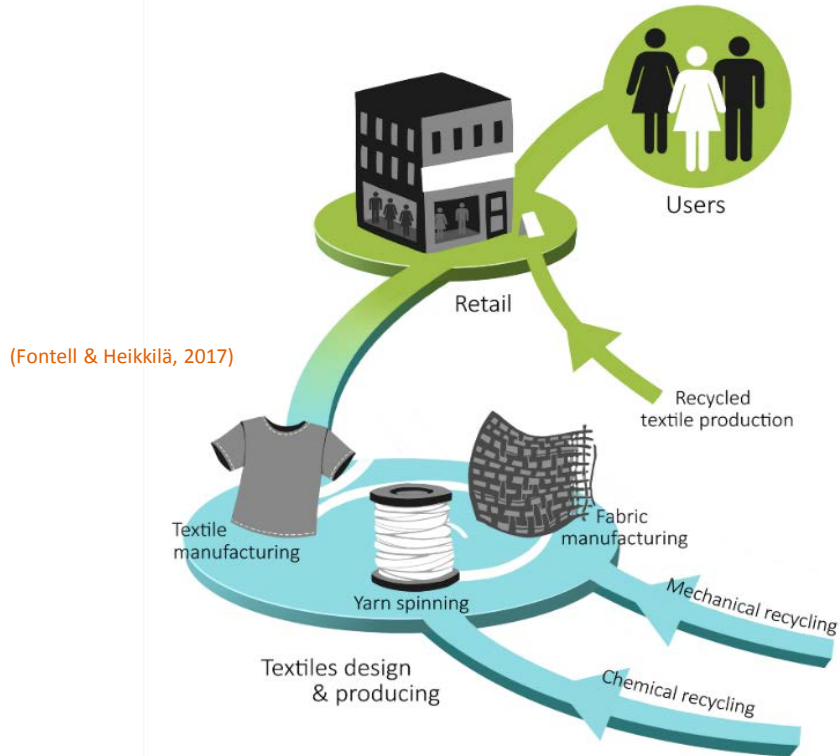 Users
Retail
(Fontell & Heikkilä, 2017)
Recycled
textile production
Textile
manufacturing
Fabric
manufacturing
Yarn spinning
Mechanical recycling
Textiles design
& producing
Chemical recycling